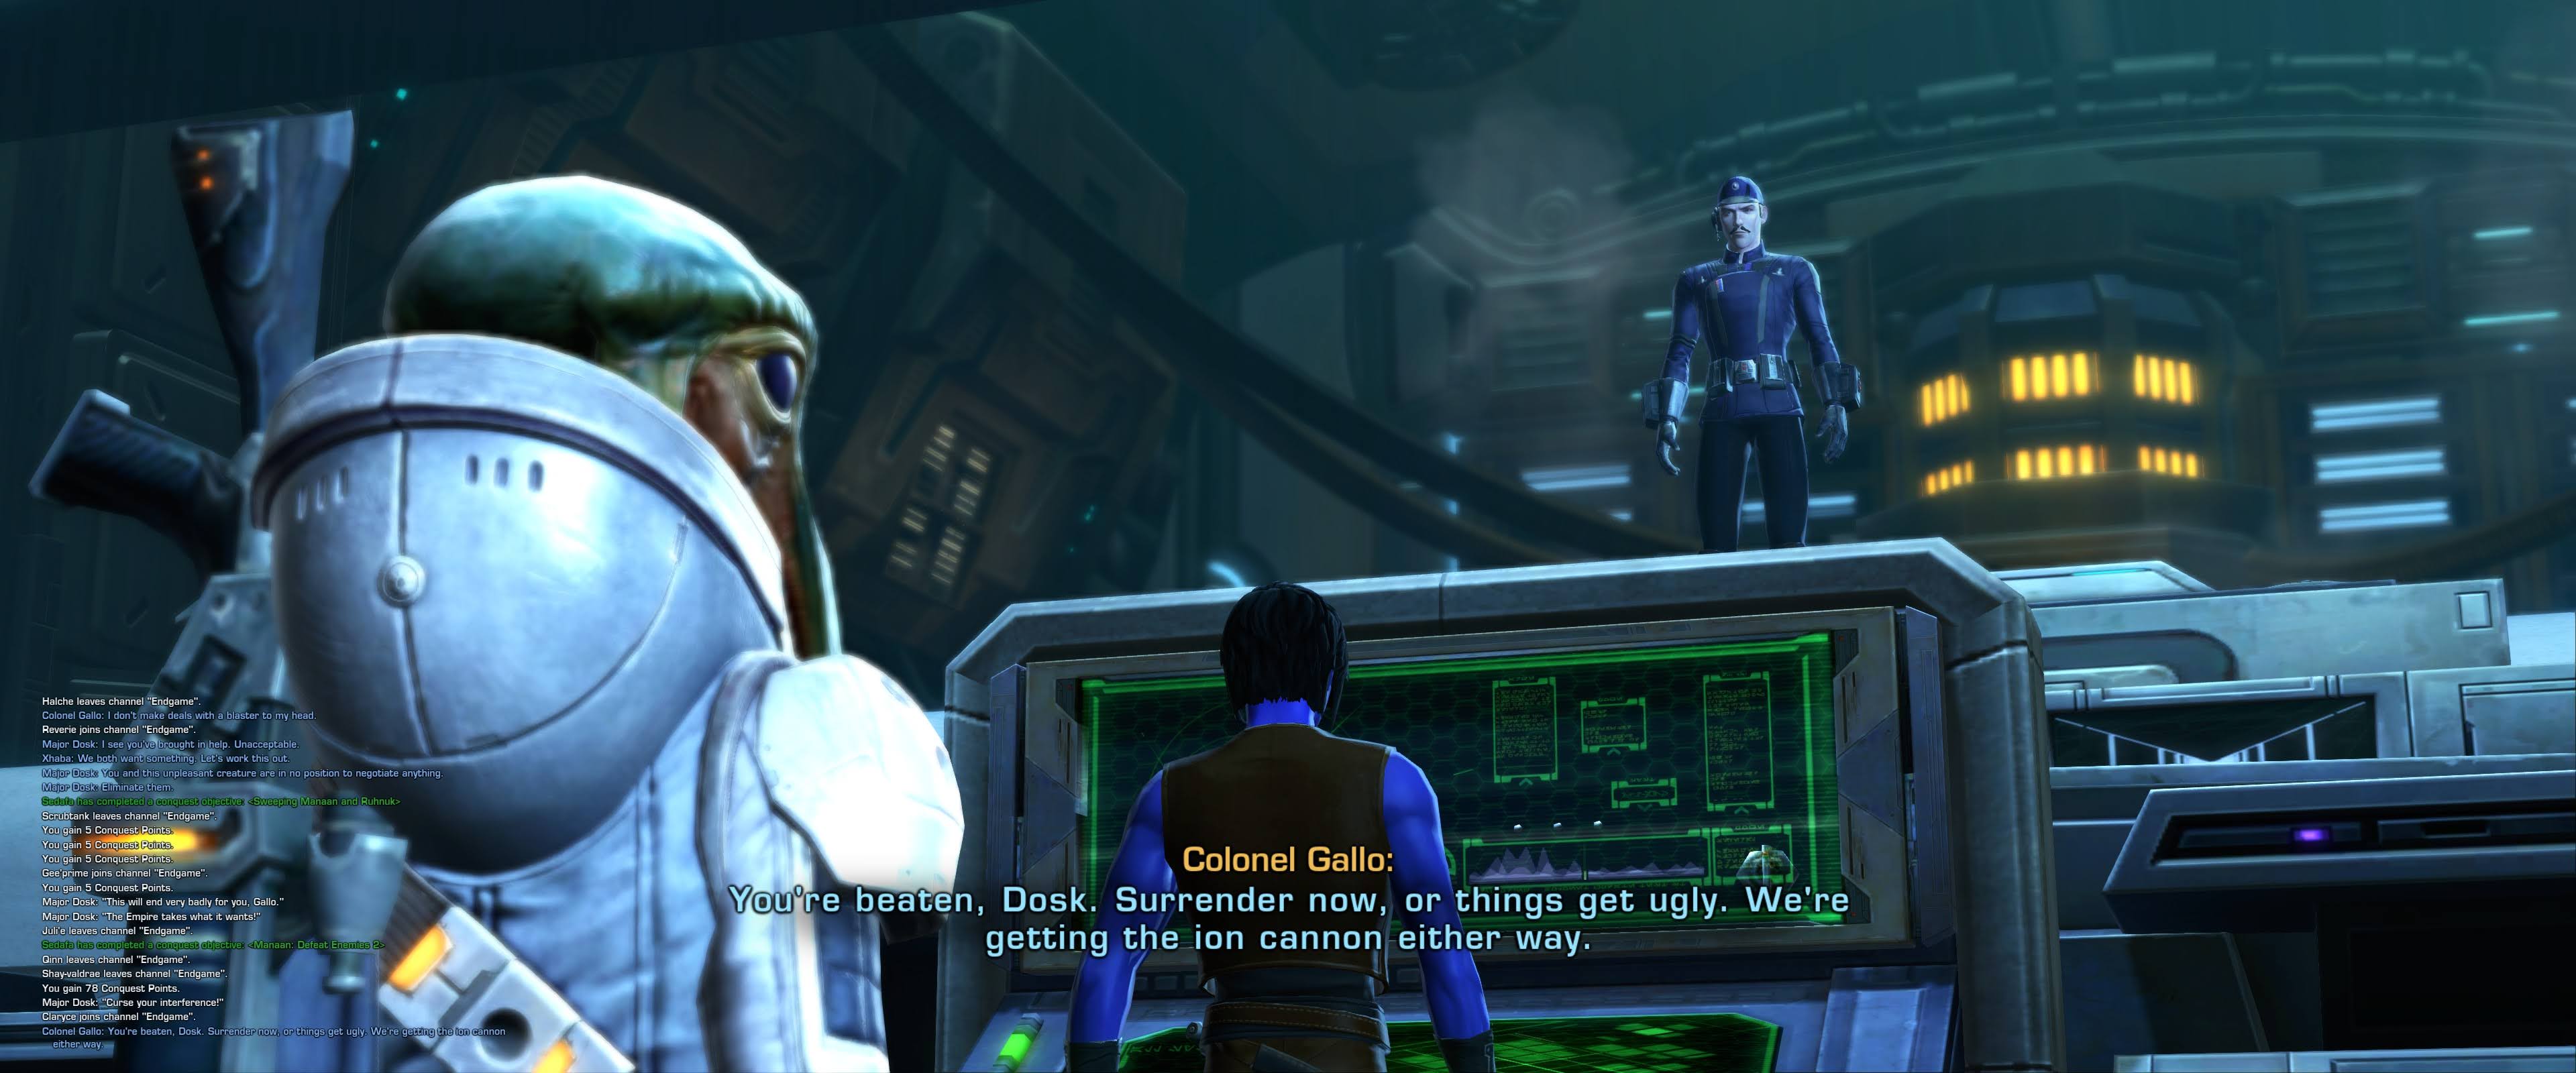 Halche leaves channel "Endgame".
Colonel Gallo: I don't make deals with a blaster to my head.
Reverie joins channel "Endgame".
Major Dosk: I see you've brought in help. Unacceptable.
Xhaba: We both want something. Let's work this out.
Major Dosk: You and this unpleasant creature are in no position to negotiate anything.
Major Dosk: Eliminate them.
Sedafa has completed a conquest objective: <Sweeping Manaan and Ruhnuk>
Scrubtank leaves channel "Endgame".
You gain 5 Conquest Points.
You gain 5 Conquest Points.
You gain 5 Conquest Points.
Gee'prime joins channel "Endgame".
You gain 5 Conquest Points.
Major Dosk: "This will end very badly for you, Gallo."
Major Dosk: "The Empire takes what it wants!"
Juli'e leaves channel "Endgame".
Sedafa has completed a conquest objective: <Manaan: Defeat Enemies 2>
Qinn leaves channel "Endgame".
Shay-valdrae leaves channel "Endgame".
You gain 78 Conquest Points.
Major Dosk: "Curse your interference!"
Claryce joins channel "Endgame".
Colonel Gallo: You're beaten, Dosk. Surrender now, or things get ugly. We're getting the ion cannon
either way.
Colonel Gallo:
You're beaten, Dosk. Surrender now, or things get ugly. We're
getting the ion cannon either way.